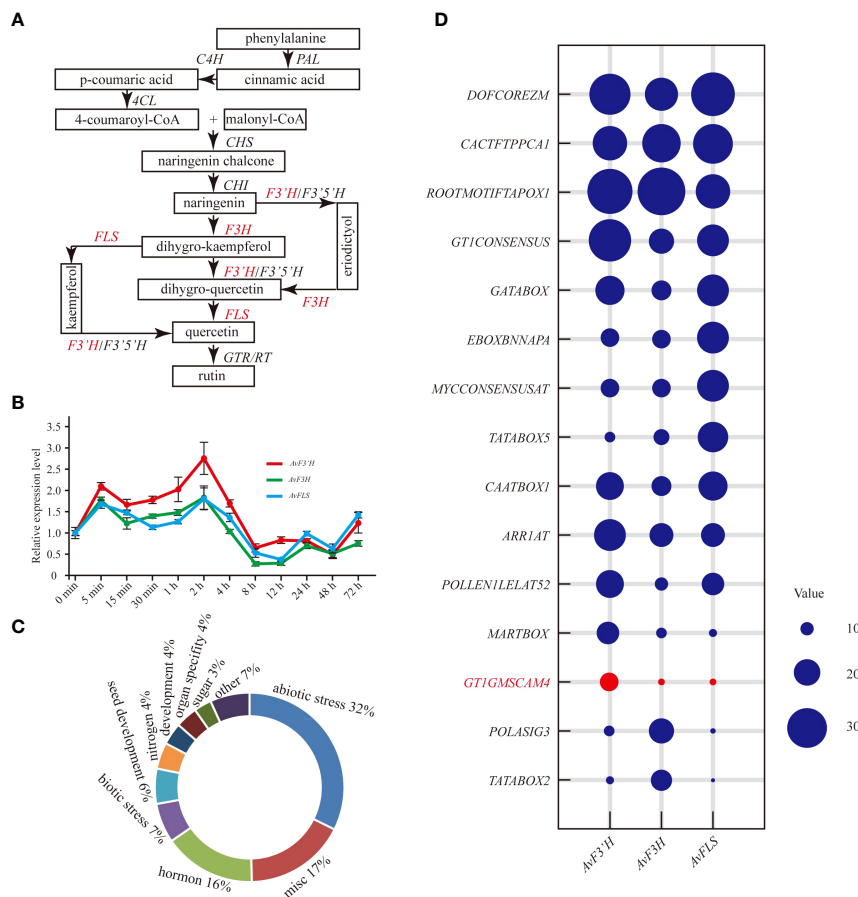 A
phenylalanine
C4H
PAL
p-coumaric acid
cinnamic acid
4CL
4-coumaroyl-CoA
+
malonyl-CoA
CHS
naringenin chalcone
CHI
F3'H/F3'5'H
naringenin
F3H
FLS
dihygro-kaempferol
eriodictyol
F3'H/F3'5'H
kaempferol
dihygro-quercetin
F3H
FLS
quercetin
F3'H/F3'5'H
GTR/RT
rutin
B
Relative expression level
3.5
3.0
2.5
2.0
1.5
1.0
0.5
0
AvF3'H
AvF3H
AvFLS
0 min
5 min
15 min
30 min
1 h
2 h
4 h
8 h
12 h
24 h
48 h
72 h
C
abiotic stress 32%
misc 17%
hormon 16%
biotic stress 7%
seed development 6%
nitrogen 4%
development 4%
organ specifity 4%
sugar 3%
other 7%
D
DOFCOREZM
CACTFTPPCA1
ROOTMOTIFTAPOX1
GT1CONSENSUS
GATABOX
EBOXBNNAPA
MYCCONSENSUSAT
TATABOX5
CAATBOX1
ARR1AT
POLLEN1LELAT52
MARTBOX
GT1GMSCAM4
POLASIG3
TATABOX2
AvF3'H
AvF3H
AvFLS
Value
10
20
30